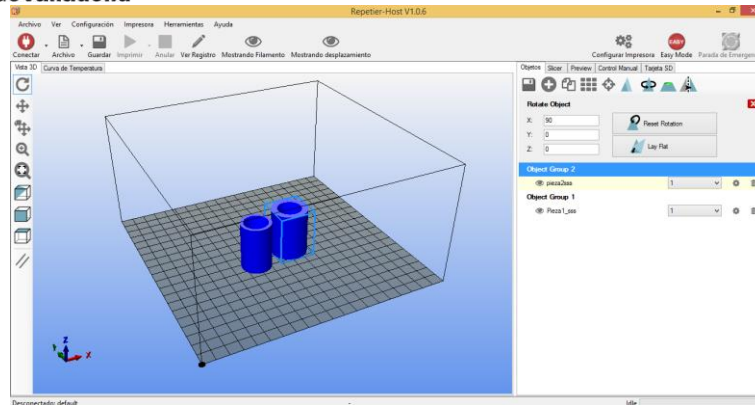 Repetier-Host V1.0.6
Archivo Ver Configuración Impresora Herramientas Ayuda
Conectar Archivo Guardar Imprimir Anular Ver Registro Mostrando Filamento Mostrando desplazamiento Configurar Impresora Easy Mode Parada de Emergen
EASY
Vista 3D Curva de Temperatura
Objetos Slicer Preview Control Manual Tarjeta SD
Rotate Object
X: 90 Reset Rotation
Y: 0
Z: 0 Lay Flat
Object Group 2
pieza2sss 1
Object Group 1
Pieza1_sss 1
Z
Y
X
Desconectado: default - Idle